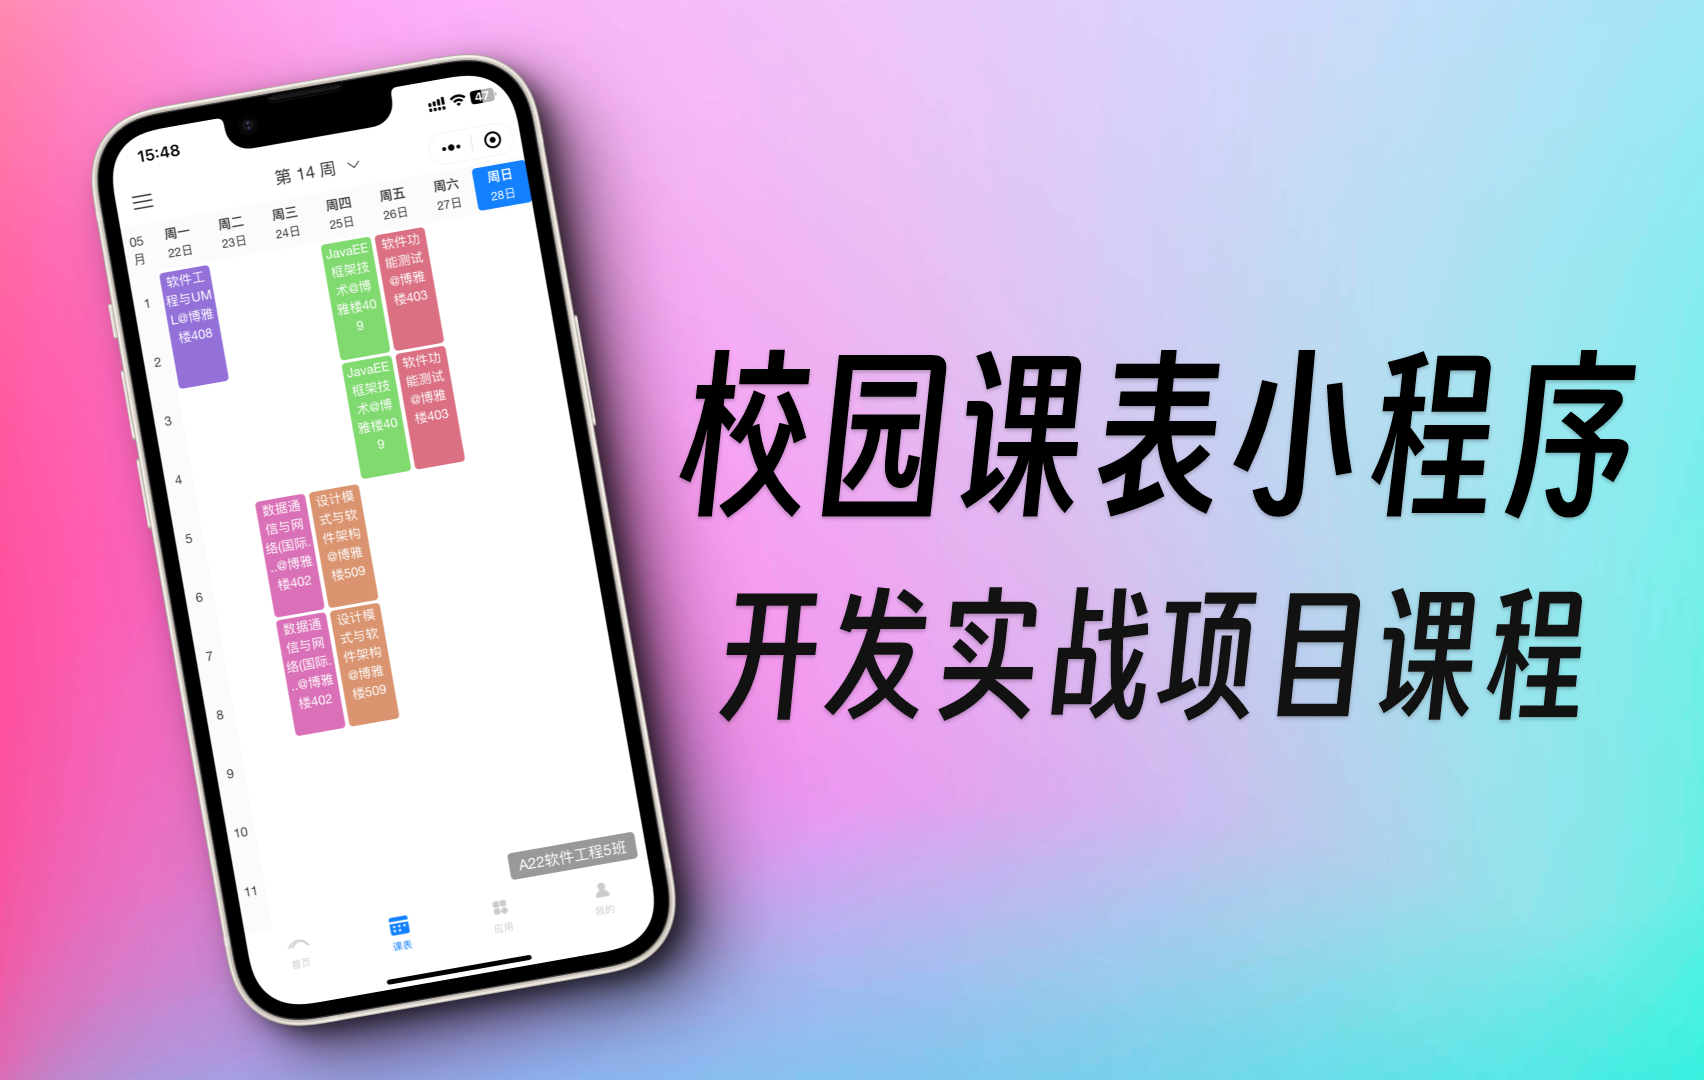 15:48
47
第 14 周
05
月
周一
22日
周二
23日
周三
24日
周四
25日
周五
26日
周六
27日
周日
28日
1
2
3
4
5
6
7
8
9
10
11
软件工
程与UM
L@博雅
楼408
JavaEE
框架技
术@博
雅楼40
9
软件功
能测试
@博雅
楼403
JavaEE
框架技
术@博
雅楼40
9
软件功
能测试
@博雅
楼403
数据通
信与网
络(国际.
..@博雅
楼402
设计模
式与软
件架构
@博雅
楼509
数据通
信与网
络(国际.
..@博雅
楼402
设计模
式与软
件架构
@博雅
楼509
A22软件工程5班
首页
课表
应用
我的
校园课表小程序
开发实战项目课程